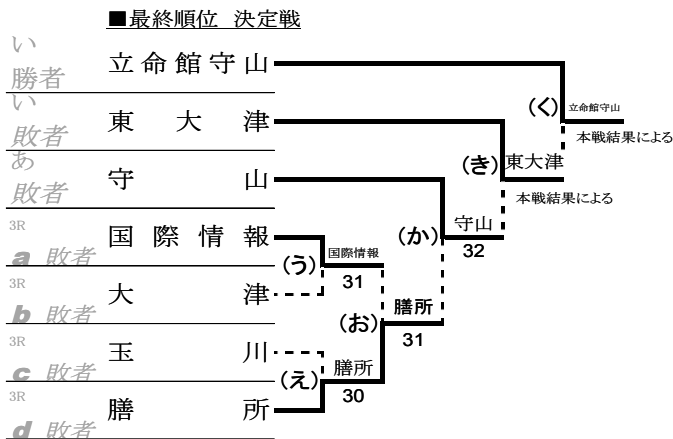 ■最終順位 決定戦
い
勝者 立命館守山
い
敗者 東大津
あ
敗者 守山
3R
a 敗者 国際情報
3R
b 敗者 大津
3R
c 敗者 玉川
3R
d 敗者 膳所
(う) 国際情報
31
(え) 膳所
30
(お) 膳所
31
(か) 守山
32
(き) 東大津
本戦結果による
(く) 立命館守山
本戦結果による